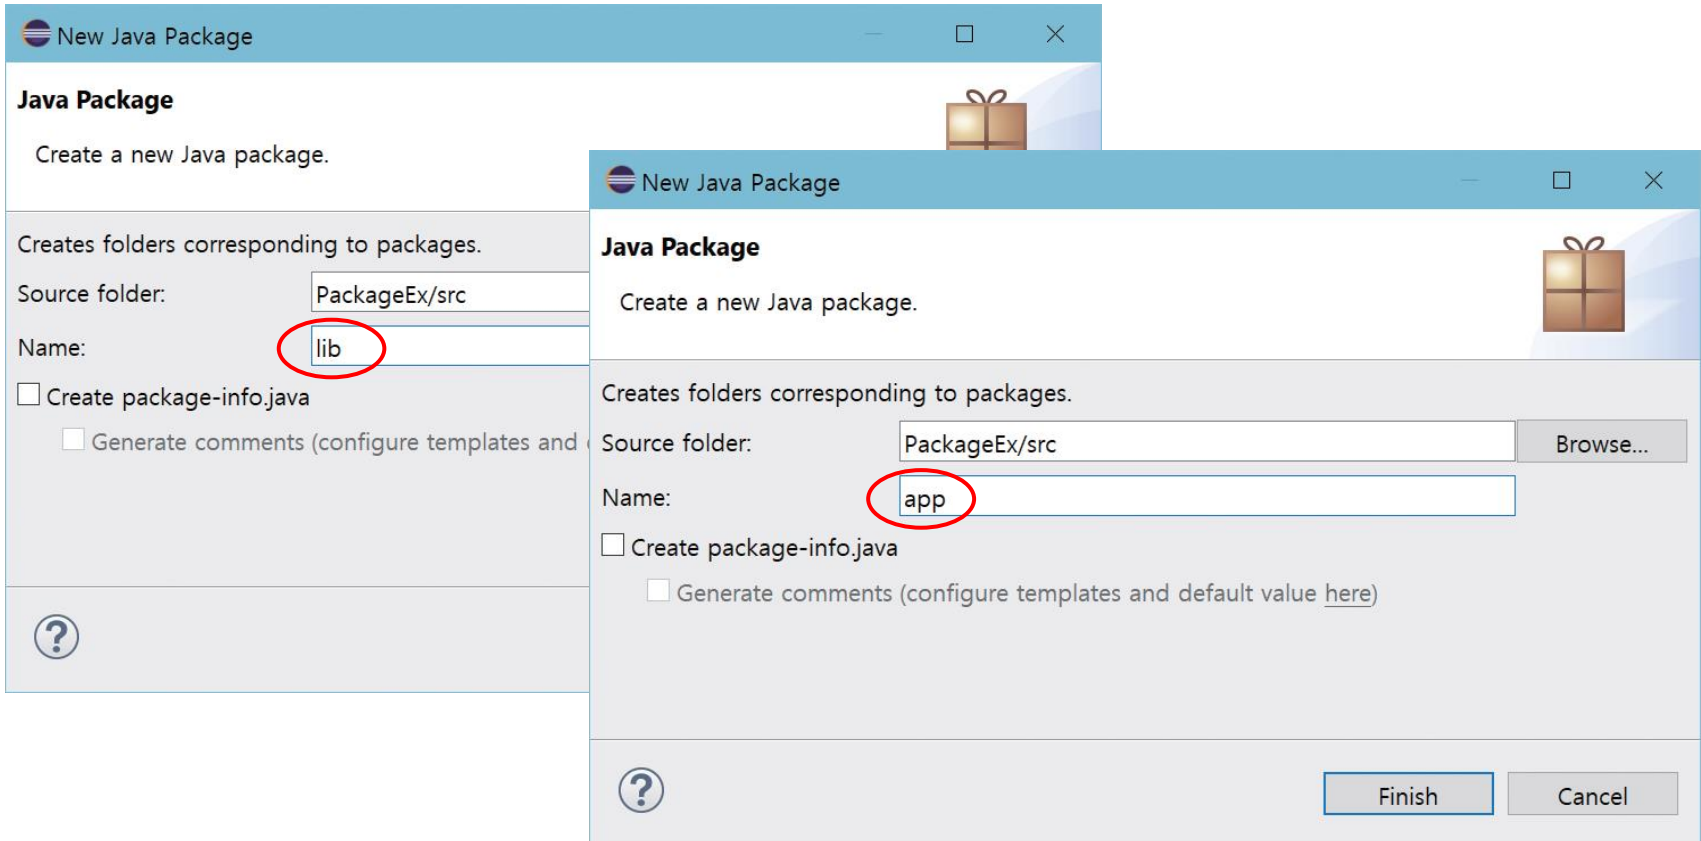 New Java Package
Java Package
Create a new Java package.
Creates folders corresponding to packages.
Source folder: PackageEx/src
Name: lib
Create package-info.java
Generate comments (configure templates and
New Java Package
Java Package
Create a new Java package.
Creates folders corresponding to packages.
Source folder: PackageEx/src Browse...
Name: app
Create package-info.java
Generate comments (configure templates and default value here)
Finish Cancel